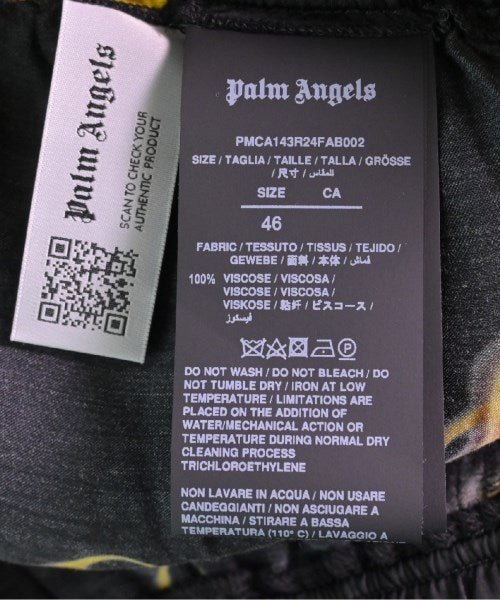 Palm Angels
SCAN TO CHECK YOUR
AUTHENTIC PRODUCT
Palm Angels
PMCA143R24FAB002
SIZE / TAGLIA / TAILLE / TALLA / GRÖSSE
/ 尺寸 / للمقاس
SIZE CA
46
FABRIC / TESSUTO / TISSUS / TEJIDO /
GEWEBE / 面料 / 本体 / قماش
100% VISCOSE / VISCOSA /
VISCOSE / VISCOSA /
VISKOSE / 粘纤 / ビスコース /
فيسكوز
DO NOT WASH / DO NOT BLEACH / DO
NOT TUMBLE DRY / IRON AT LOW
TEMPERATURE / LIMITATIONS ARE
PLACED ON THE ADDITION OF
WATER/MECHANICAL ACTION OR
TEMPERATURE DURING NORMAL DRY
CLEANING PROCESS
TRICHLOROETHYLENE
NON LAVARE IN ACQUA / NON USARE
CANDEGGIANTI / NON ASCIUGARE A
MACCHINA / STIRARE A BASSA
TEMPERATURA (110° C) / LAVAGGIO A